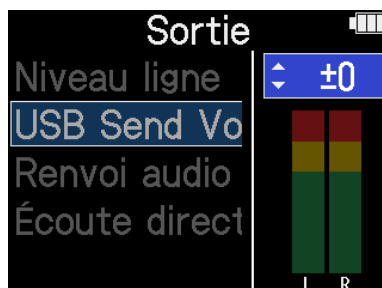 Sortie
Niveau ligne
±0
USB Send Vo
Renvoi audio
Écoute direct
L R